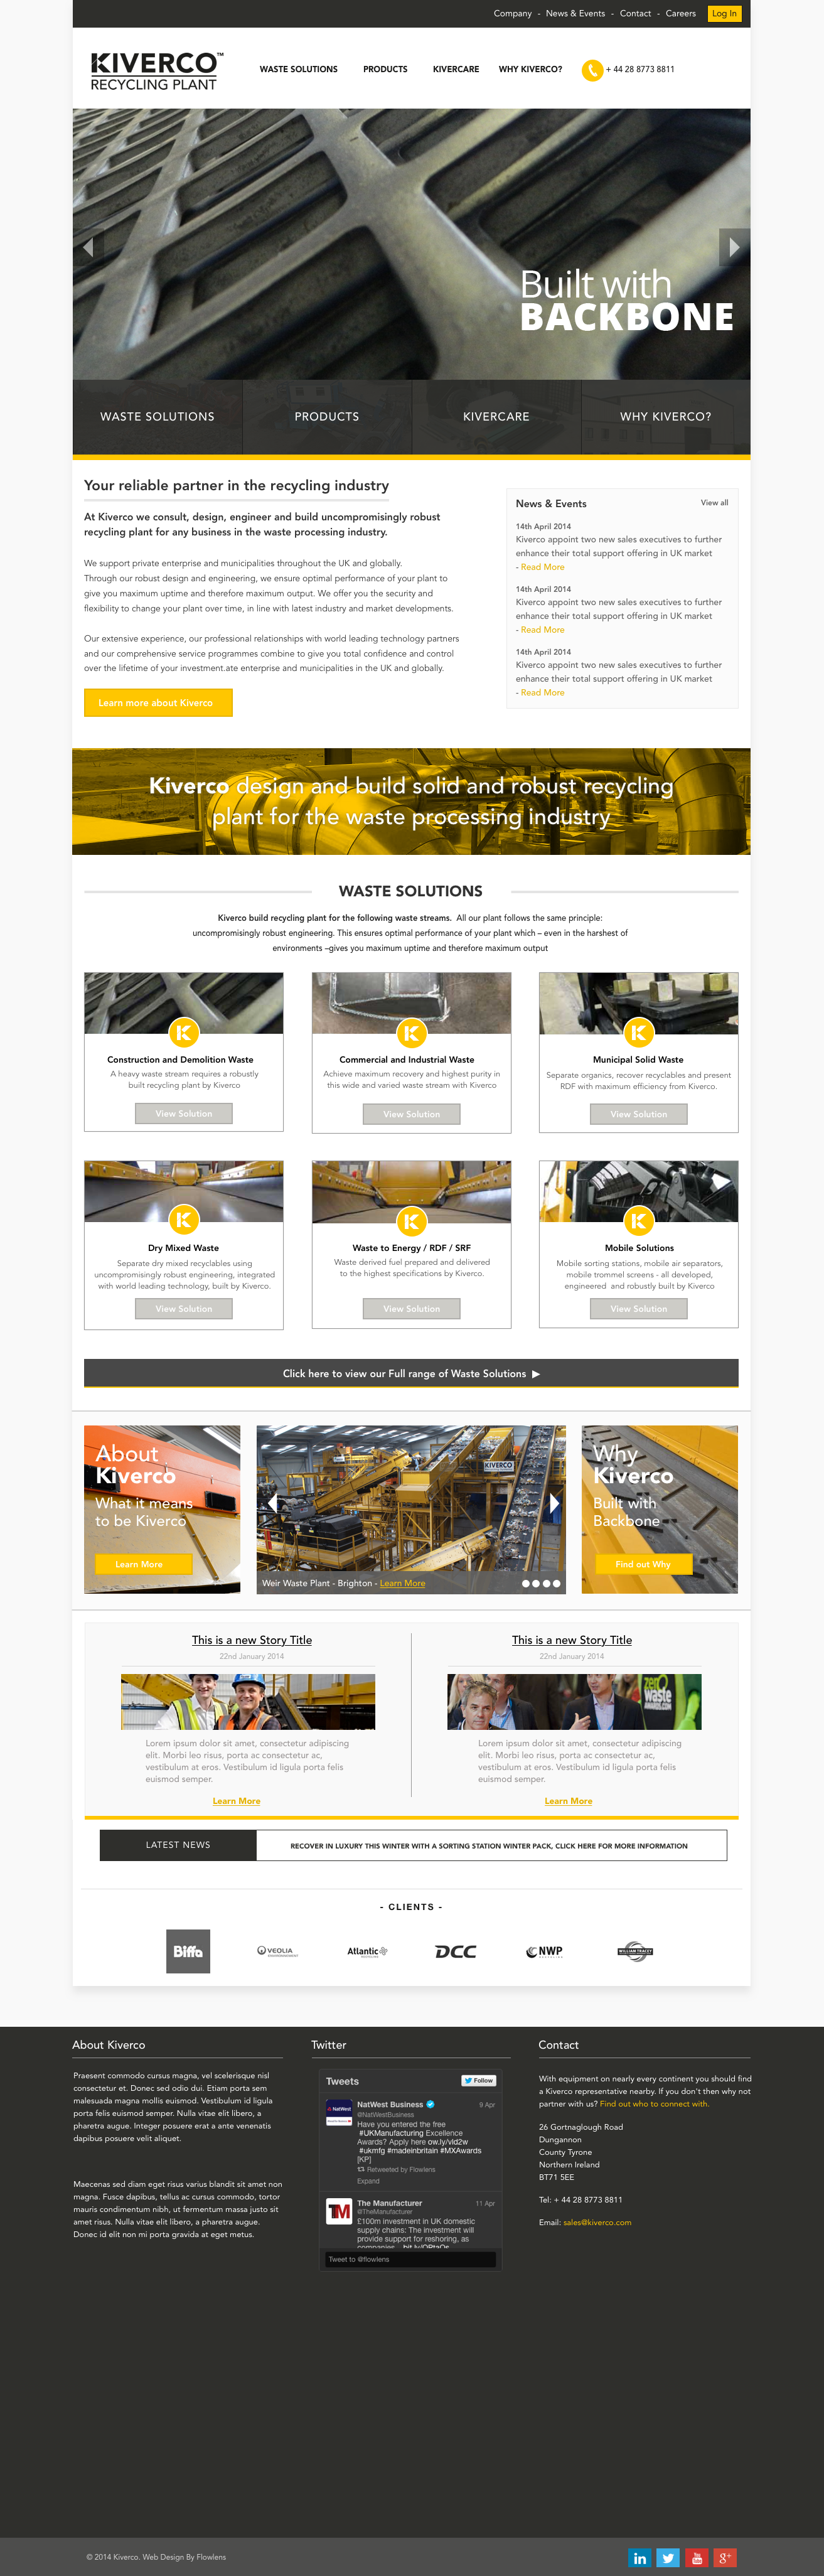 Company - News & Events - Contact - Careers Log In
KIVERCO™
RECYCLING PLANT
WASTE SOLUTIONS PRODUCTS KIVERCARE WHY KIVERCO? + 44 28 8773 8811
Built with
BACKBONE
WASTE SOLUTIONS PRODUCTS KIVERCARE WHY KIVERCO?
Your reliable partner in the recycling industry
At Kiverco we consult, design, engineer and build uncompromisingly robust
recycling plant for any business in the waste processing industry.
We support private enterprise and municipalities throughout the UK and globally.
Through our robust design and engineering, we ensure optimal performance of your plant to
give you maximum uptime and therefore maximum output. We offer you the security and
flexibility to change your plant over time, in line with latest industry and market developments.
Our extensive experience, our professional relationships with world leading technology partners
and our comprehensive service programmes combine to give you total confidence and control
over the lifetime of your investment.ate enterprise and municipalities in the UK and globally.
Learn more about Kiverco
News & Events View all
14th April 2014
Kiverco appoint two new sales executives to further
enhance their total support offering in UK market
- Read More
14th April 2014
Kiverco appoint two new sales executives to further
enhance their total support offering in UK market
- Read More
14th April 2014
Kiverco appoint two new sales executives to further
enhance their total support offering in UK market
- Read More
Kiverco design and build solid and robust recycling
plant for the waste processing industry
WASTE SOLUTIONS
Kiverco build recycling plant for the following waste streams. All our plant follows the same principle:
uncompromisingly robust engineering. This ensures optimal performance of your plant which – even in the harshest of
environments –gives you maximum uptime and therefore maximum output
K
Construction and Demolition Waste
A heavy waste stream requires a robustly
built recycling plant by Kiverco
View Solution
K
Commercial and Industrial Waste
Achieve maximum recovery and highest purity in
this wide and varied waste stream with Kiverco
View Solution
K
Municipal Solid Waste
Separate organics, recover recyclables and present
RDF with maximum efficiency from Kiverco.
View Solution
K
Dry Mixed Waste
Separate dry mixed recyclables using
uncompromisingly robust engineering, integrated
with world leading technology, built by Kiverco.
View Solution
K
Waste to Energy / RDF / SRF
Waste derived fuel prepared and delivered
to the highest specifications by Kiverco.
View Solution
K
Mobile Solutions
Mobile sorting stations, mobile air separators,
mobile trommel screens - all developed,
engineered and robustly built by Kiverco
View Solution
Click here to view our Full range of Waste Solutions ▶
About
Kiverco
What it means
to be Kiverco
Learn More
KIVERCO
Weir Waste Plant - Brighton - Learn More
Why
Kiverco
Built with
Backbone
Find out Why
This is a new Story Title
22nd January 2014
Lorem ipsum dolor sit amet, consectetur adipiscing
elit. Morbi leo risus, porta ac consectetur ac,
vestibulum at eros. Vestibulum id ligula porta felis
euismod semper.
Learn More
This is a new Story Title
22nd January 2014
zero
waste
Lorem ipsum dolor sit amet, consectetur adipiscing
elit. Morbi leo risus, porta ac consectetur ac,
vestibulum at eros. Vestibulum id ligula porta felis
euismod semper.
Learn More
LATEST NEWS RECOVER IN LUXURY THIS WINTER WITH A SORTING STATION WINTER PACK, CLICK HERE FOR MORE INFORMATION
- CLIENTS -
Biffa VEOLIA Atlantic DCC NWP WILLIAM TRACEY
About Kiverco
Praesent commodo cursus magna, vel scelerisque nisl
consectetur et. Donec sed odio dui. Etiam porta sem
malesuada magna mollis euismod. Vestibulum id ligula
porta felis euismod semper. Nulla vitae elit libero, a
pharetra augue. Integer posuere erat a ante venenatis
dapibus posuere velit aliquet.
Maecenas sed diam eget risus varius blandit sit amet non
magna. Fusce dapibus, tellus ac cursus commodo, tortor
mauris condimentum nibh, ut fermentum massa justo sit
amet risus. Nulla vitae elit libero, a pharetra augue.
Donec id elit non mi porta gravida at eget metus.
Twitter
Tweets Follow
NatWest
NatWest Business 9 Apr
@NatWestBusiness
Have you entered the free
#UKManufacturing Excellence
Awards? Apply here ow.ly/vId2w
#ukmfg #madeinbritain #MXAwards
[KP]
Retweeted by Flowlens
Expand
TM
The Manufacturer 11 Apr
@TheManufacturer
£100m investment in UK domestic
supply chains: The investment will
provide support for reshoring, as
Tweet to @flowlens
Contact
With equipment on nearly every continent you should find
a Kiverco representative nearby. If you don't then why not
partner with us? Find out who to connect with.
26 Gortnaglough Road
Dungannon
County Tyrone
Northern Ireland
BT71 5EE
Tel: + 44 28 8773 8811
Email: sales@kiverco.com
© 2014 Kiverco. Web Design By Flowlens
in You Tube g+